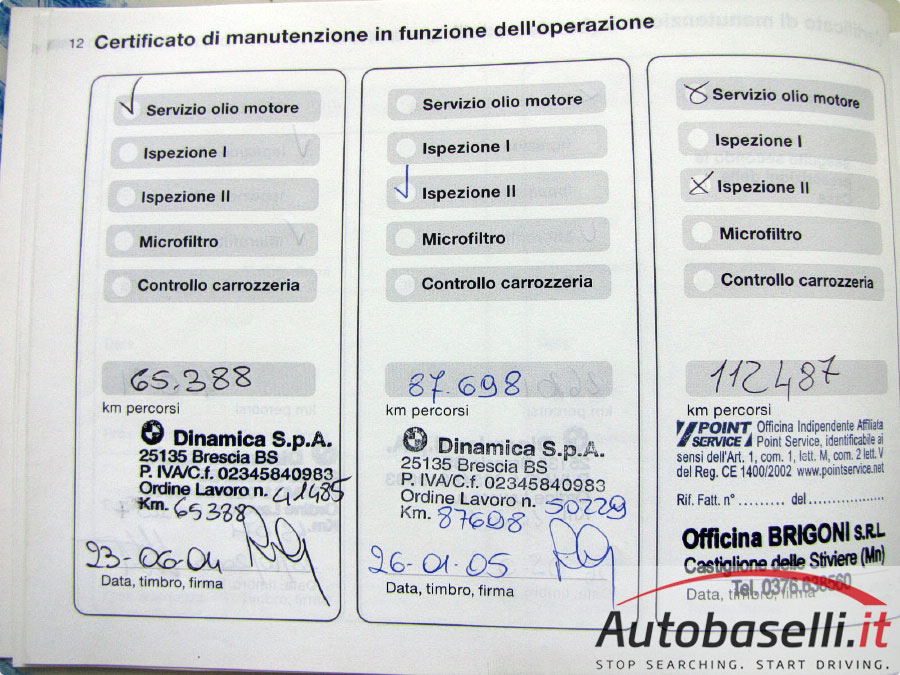 12 Certificato di manutenzione in funzione dell'operazione
Servizio olio motore
Ispezione I
Ispezione II
Microfiltro
Controllo carrozzeria
65.388
km percorsi
Dinamica S.p.A.
25135 Brescia BS
P. IVA/C.f. 02345840983
Ordine Lavoro n. 41485
Km. 65388
23-06-04
Data, timbro, firma
Servizio olio motore
Ispezione I
Ispezione II
Microfiltro
Controllo carrozzeria
87.698
km percorsi
Dinamica S.p.A.
25135 Brescia BS
P. IVA/C.f. 02345840983
Ordine Lavoro n. 50229
Km. 87698
26-01-05
Data, timbro, firma
Servizio olio motore
Ispezione I
Ispezione II
Microfiltro
Controllo carrozzeria
112487
km percorsi
POINT SERVICE Officina Indipendente Affiliata
Point Service, identificabile ai
sensi dell'Art. 1, com. 1, lett. M, com. 2 lett. V
del Reg. CE 1400/2002 www.pointservice.net
Rif. Fatt. n° ............ del ................
Officina BRIGONI S.R.L
Castiglione delle Stiviere (Mn)
Tel. 0376 638560
Data, timbro, firma
Autobaselli.it
STOP SEARCHING. START DRIVING.